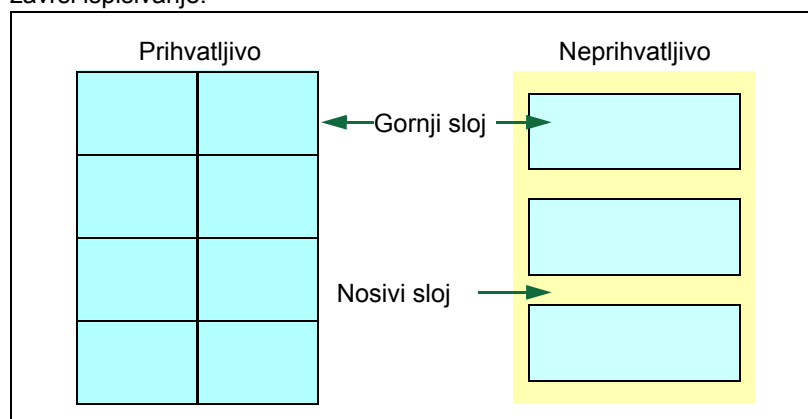 završi ispisivanje.
Prihvatljivo
Neprihvatljivo
Gornji sloj
Nosivi sloj